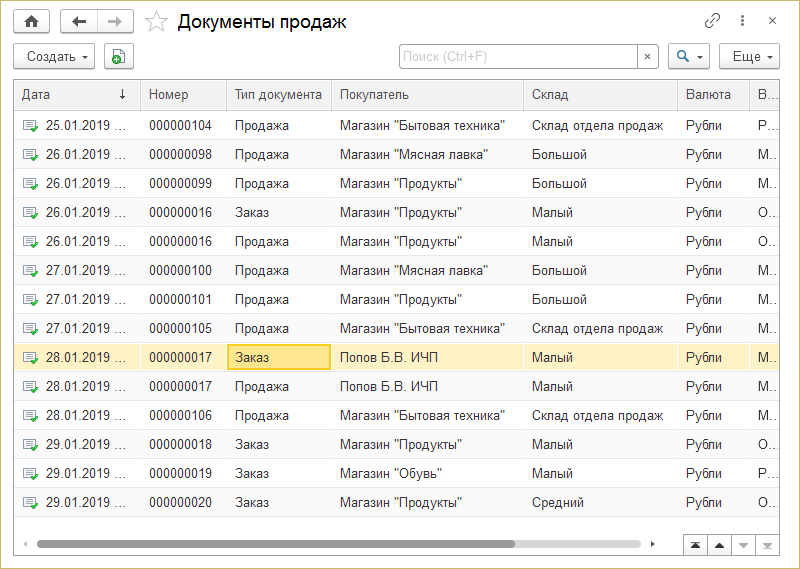 Документы продаж
Создать Поиск (Ctrl+F) × Еще
Дата ↓ Номер Тип документа Покупатель Склад Валюта В...
25.01.2019 ... 000000104 Продажа Магазин "Бытовая техника" Склад отдела продаж Рубли Р...
26.01.2019 ... 000000098 Продажа Магазин "Мясная лавка" Большой Рубли М...
26.01.2019 ... 000000099 Продажа Магазин "Продукты" Большой Рубли М...
26.01.2019 ... 000000016 Заказ Магазин "Продукты" Малый Рубли О...
26.01.2019 ... 000000016 Продажа Магазин "Продукты" Малый Рубли О...
27.01.2019 ... 000000100 Продажа Магазин "Мясная лавка" Большой Рубли М...
27.01.2019 ... 000000101 Продажа Магазин "Продукты" Большой Рубли М...
27.01.2019 ... 000000105 Продажа Магазин "Бытовая техника" Склад отдела продаж Рубли М...
28.01.2019 ... 000000017 Заказ Попов Б.В. ИЧП Малый Рубли М...
28.01.2019 ... 000000017 Продажа Попов Б.В. ИЧП Малый Рубли М...
28.01.2019 ... 000000106 Продажа Магазин "Бытовая техника" Склад отдела продаж Рубли М...
29.01.2019 ... 000000018 Заказ Магазин "Продукты" Малый Рубли О...
29.01.2019 ... 000000019 Заказ Магазин "Обувь" Малый Рубли Р...
29.01.2019 ... 000000020 Заказ Магазин "Продукты" Средний Рубли О...